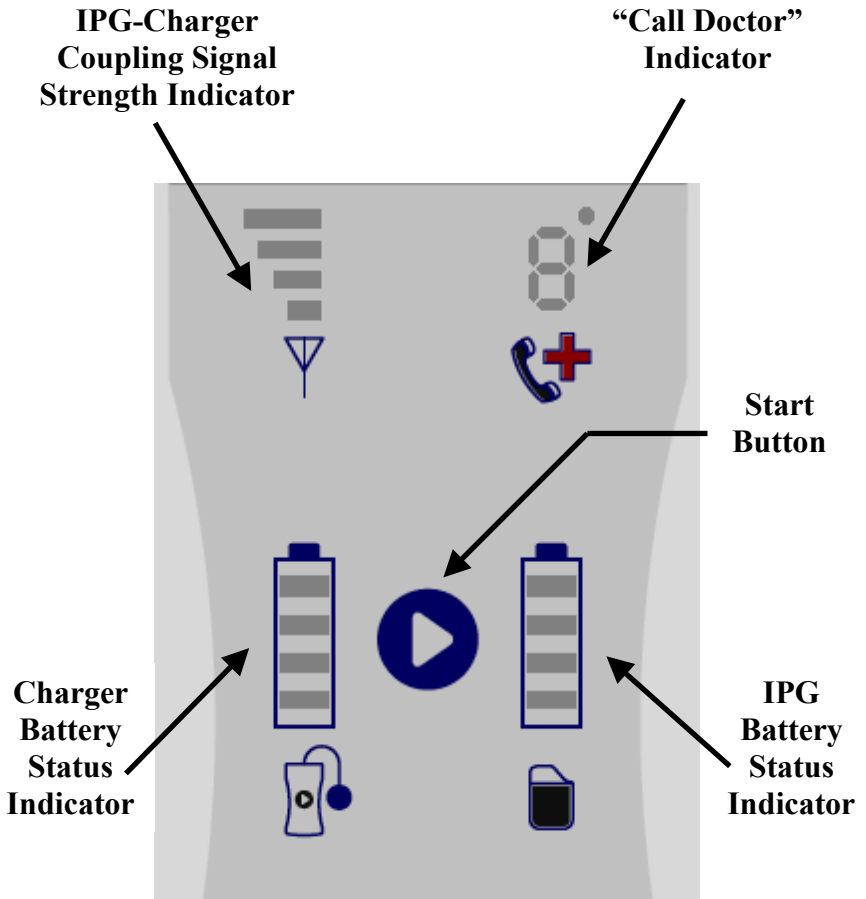 IPG-Charger
Coupling Signal
Strength Indicator
“Call Doctor”
Indicator
8°
Start
Button
Charger
Battery
Status
Indicator
IPG
Battery
Status
Indicator